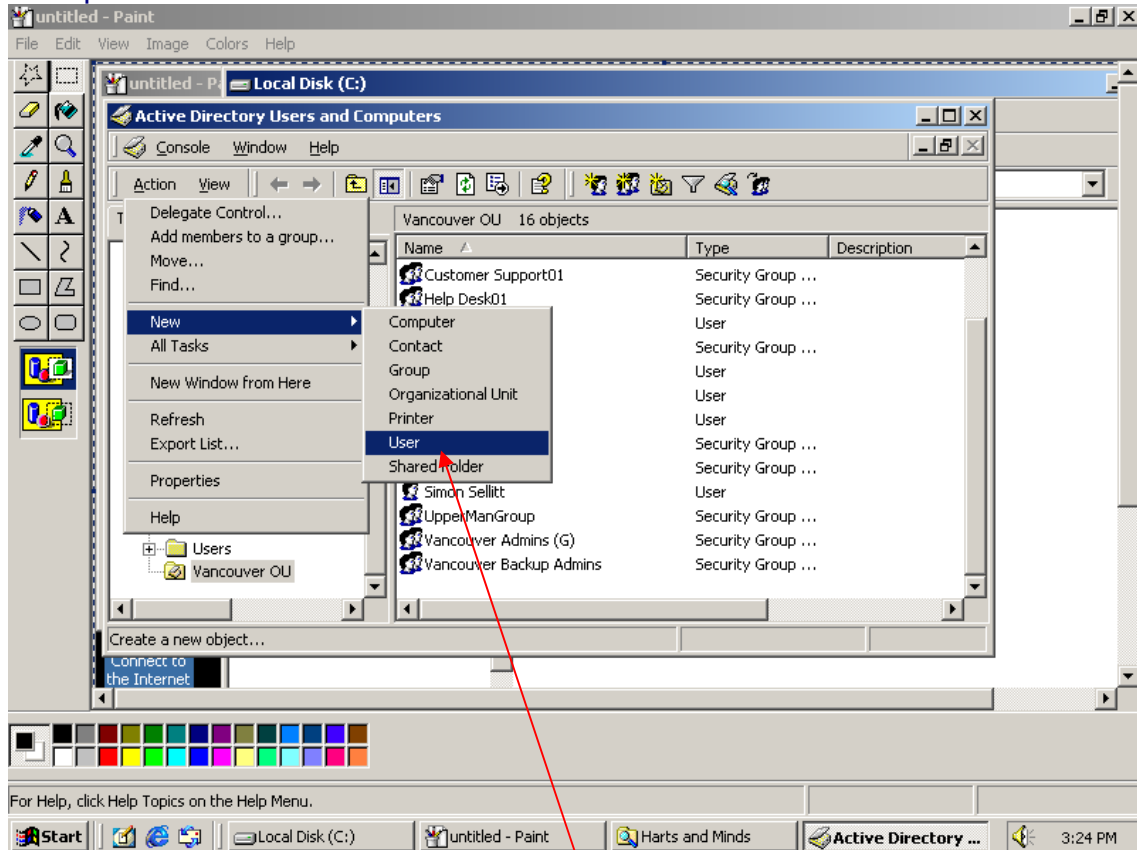 untitled - Paint
File Edit View Image Colors Help
untitled - Pa Local Disk (C:)
Active Directory Users and Computers
Console Window Help
Action View
T Vancouver OU 16 objects
Delegate Control...
Add members to a group...
Move...
Find...
New
All Tasks
New Window from Here
Refresh
Export List...
Properties
Help
Computer
Contact
Group
Organizational Unit
Printer
User
Shared Folder
Name Type Description
Customer Support01 Security Group ...
Help Desk01 Security Group ...
User
Security Group ...
User
User
User
Security Group ...
Security Group ...
Simon Sellitt User
UpperManGroup Security Group ...
Vancouver Admins (G) Security Group ...
Vancouver Backup Admins Security Group ...
Users
Vancouver OU
Create a new object...
Connect to
the Internet
A
For Help, click Help Topics on the Help Menu.
Start Local Disk (C:) untitled - Paint Harts and Minds Active Directory ... 3:24 PM